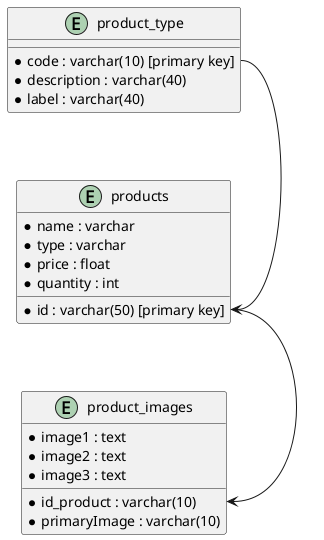 E product_type
* code : varchar(10) [primary key]
* description : varchar(40)
* label : varchar(40)
E products
* name : varchar
* type : varchar
* price : float
* quantity : int
* id : varchar(50) [primary key]
E product_images
* image1 : text
* image2 : text
* image3 : text
* id_product : varchar(10)
* primaryImage : varchar(10)